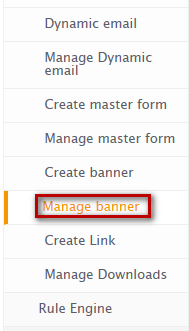 Dynamic email
Manage Dynamic
email
Create master form
Manage master form
Create banner
Manage banner
Create Link
Manage Downloads
Rule Engine